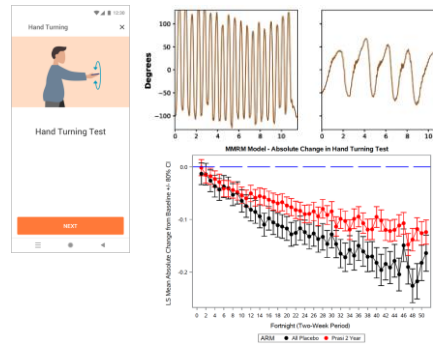 12:38
Hand Turning ×
Hand Turning Test
NEXT
Degrees
100
50
0
−50
−100
0 2 4 6 8 10
0 2 4 6 8 10
MMRM Model - Absolute Change in Hand Turning Test
LS Mean Absolute Change from Baseline +/- 80% CI
0.0
-0.1
-0.2
0 2 4 6 8 10 12 14 16 18 20 22 24 26 28 30 32 34 36 38 40 42 44 46 48 50
Fortnight (Two-Week Period)
ARM All Placebo Prasi 2 Year